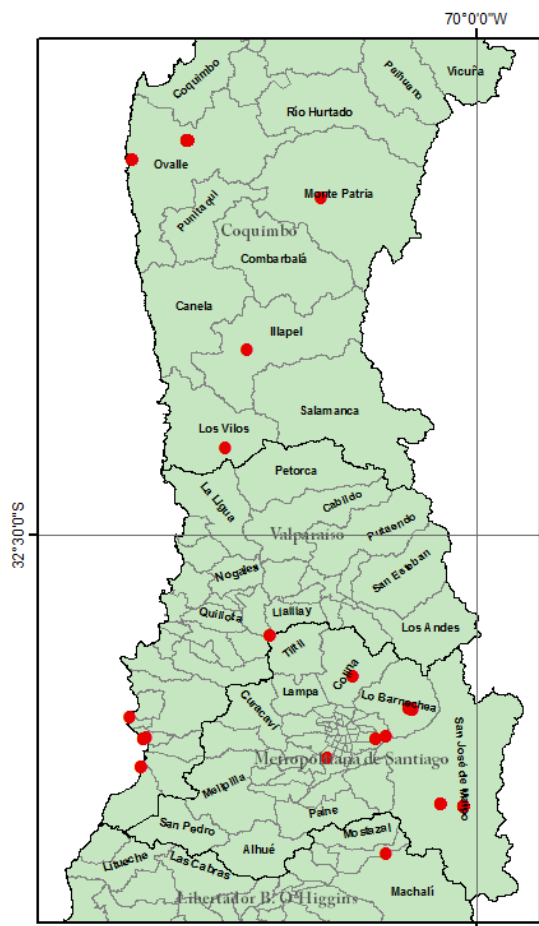 70°0'0"W
Vicuña
Paihuano
Coquimbo
Río Hurtado
Ovalle
Monte Patria
Punitaqui
Coquimbo
Combarbalá
Canela
Illapel
Salamanca
Los Vilos
Petorca
La Ligua
Cabildo
32°30'0"S
Valparaíso
Putaendo
San Esteban
Nogales
Quillota
Llaillay
Los Andes
Tiltil
Colina
Lampa
Lo Barnechea
Curacaví
San José de Maipo
Metropolitana de Santiago
Melipilla
Paine
San Pedro
Mostazal
Alhué
Litueche
Las Cabras
Machalí
Libertador B. O'Higgins